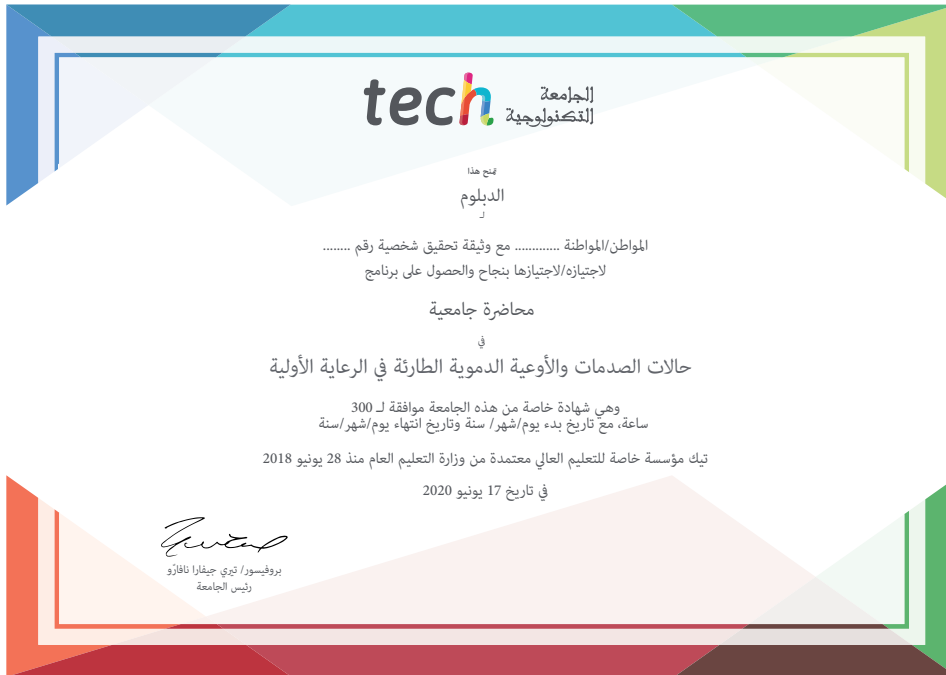 tech الجامعة
التكنولوجية
يمنح هذا
الدبلوم
لـ
المواطن/المواطنة ............ مع وثيقة تحقيق شخصية رقم ........
لاجتيازه/لاجتيازها بنجاح والحصول على برنامج
محاضرة جامعية
في
حالات الصدمات والأوعية الدموية الطارئة في الرعاية الأولية
وهي شهادة خاصة من هذه الجامعة موافقة لـ 300
ساعة، مع تاريخ بدء يوم/شهر/ سنة وتاريخ انتهاء يوم/شهر/سنة
تيك مؤسسة خاصة للتعليم العالي معتمدة من وزارة التعليم العام منذ 28 يونيو 2018
في تاريخ 17 يونيو 2020
بروفيسور/ تيري جيفارا نافارّو
رئيس الجامعة